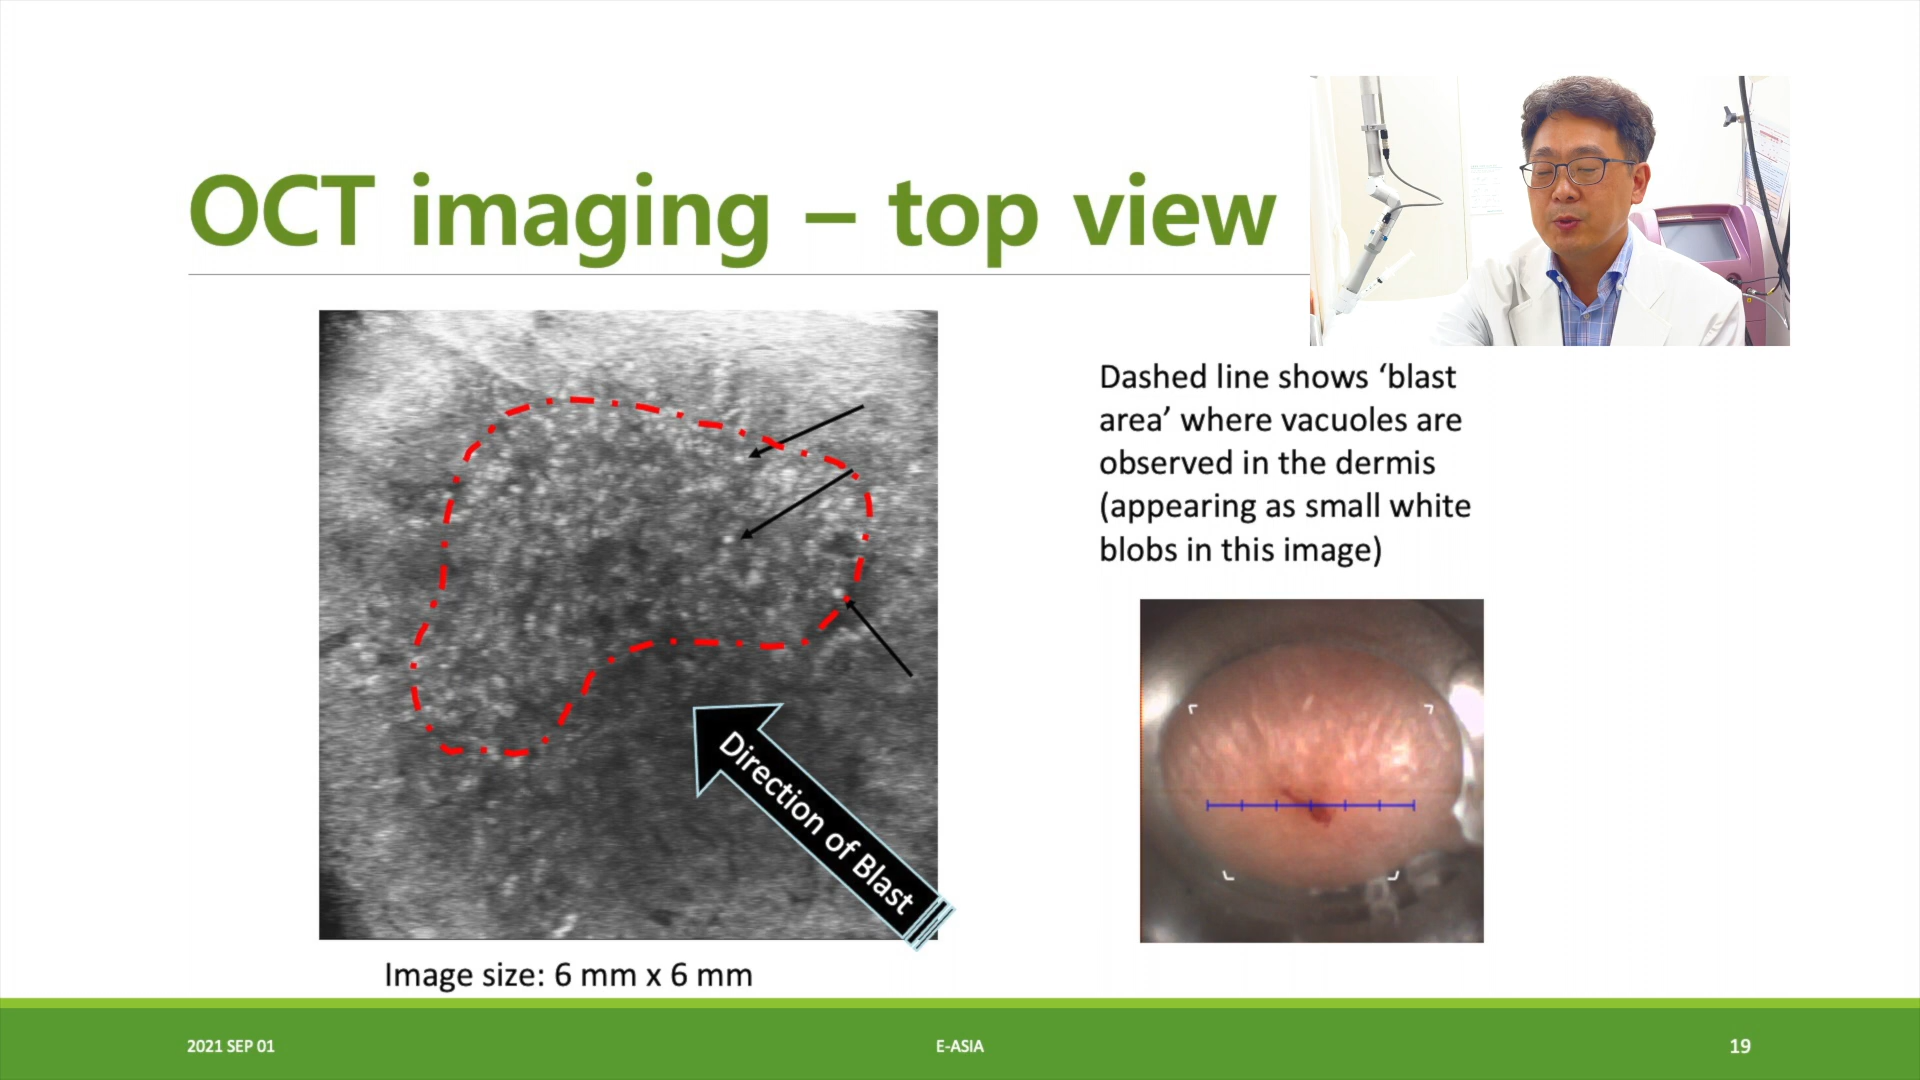 OCT imaging – top view
Dashed line shows ‘blast
area’ where vacuoles are
observed in the dermis
(appearing as small white
blobs in this image)
Direction of Blast
Image size: 6 mm x 6 mm
2021 SEP 01
E-ASIA
19